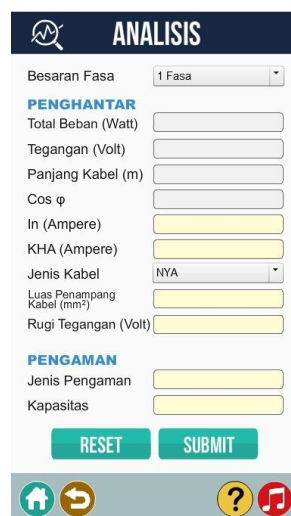 ANALISIS
Besaran Fasa 1 Fasa
PENGHANTAR
Total Beban (Watt)
Tegangan (Volt)
Panjang Kabel (m)
Cos φ
In (Ampere)
KHA (Ampere)
Jenis Kabel NYA
Luas Penampang
Kabel (mm²)
Rugi Tegangan (Volt)
PENGAMAN
Jenis Pengaman
Kapasitas
RESET SUBMIT
?